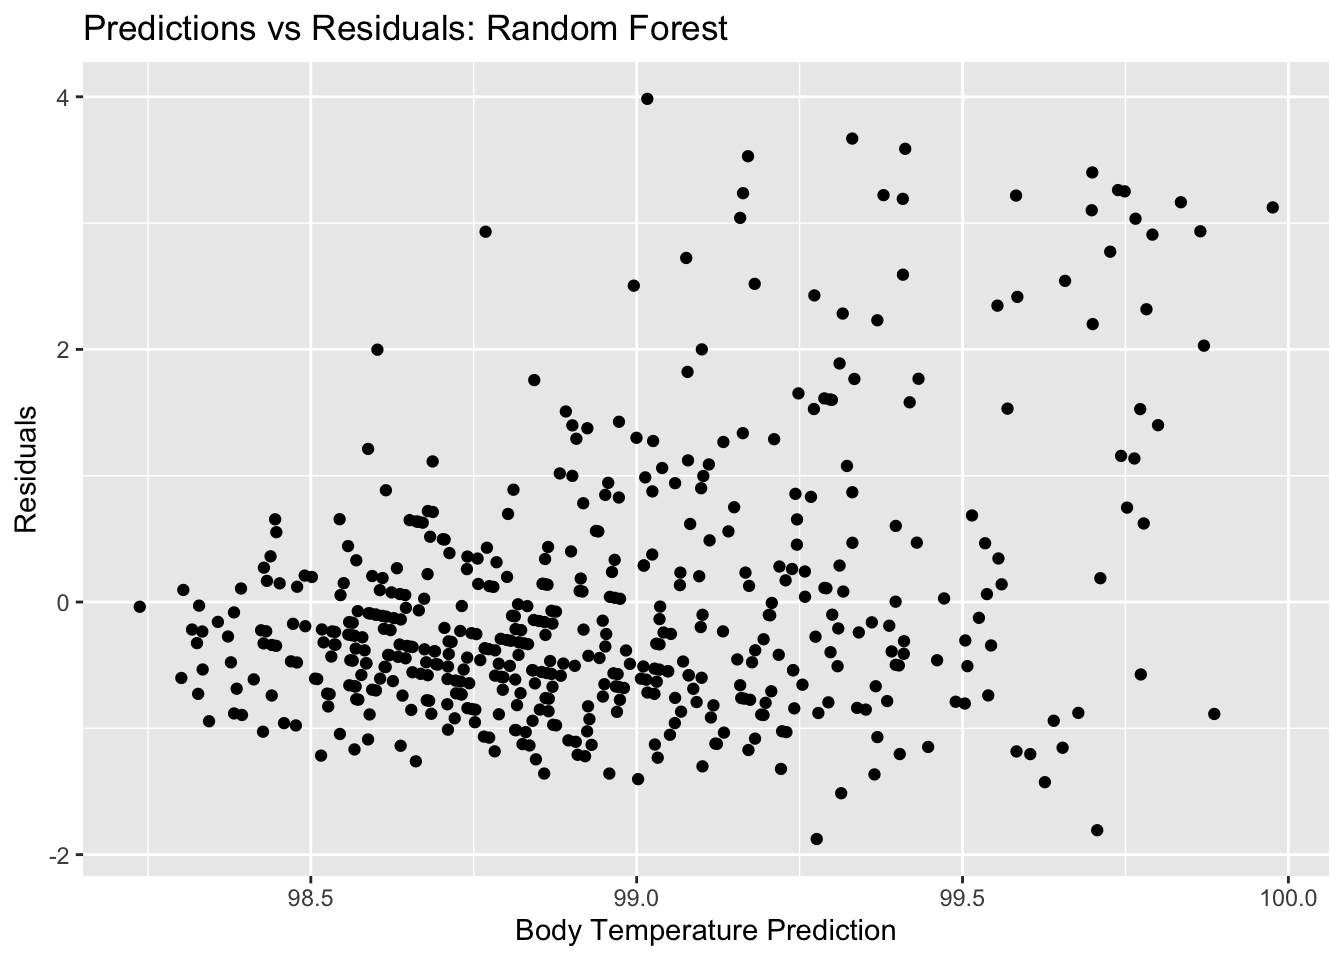 Predictions vs Residuals: Random Forest
4
2
0
-2
Residuals
98.5 99.0 99.5 100.0
Body Temperature Prediction